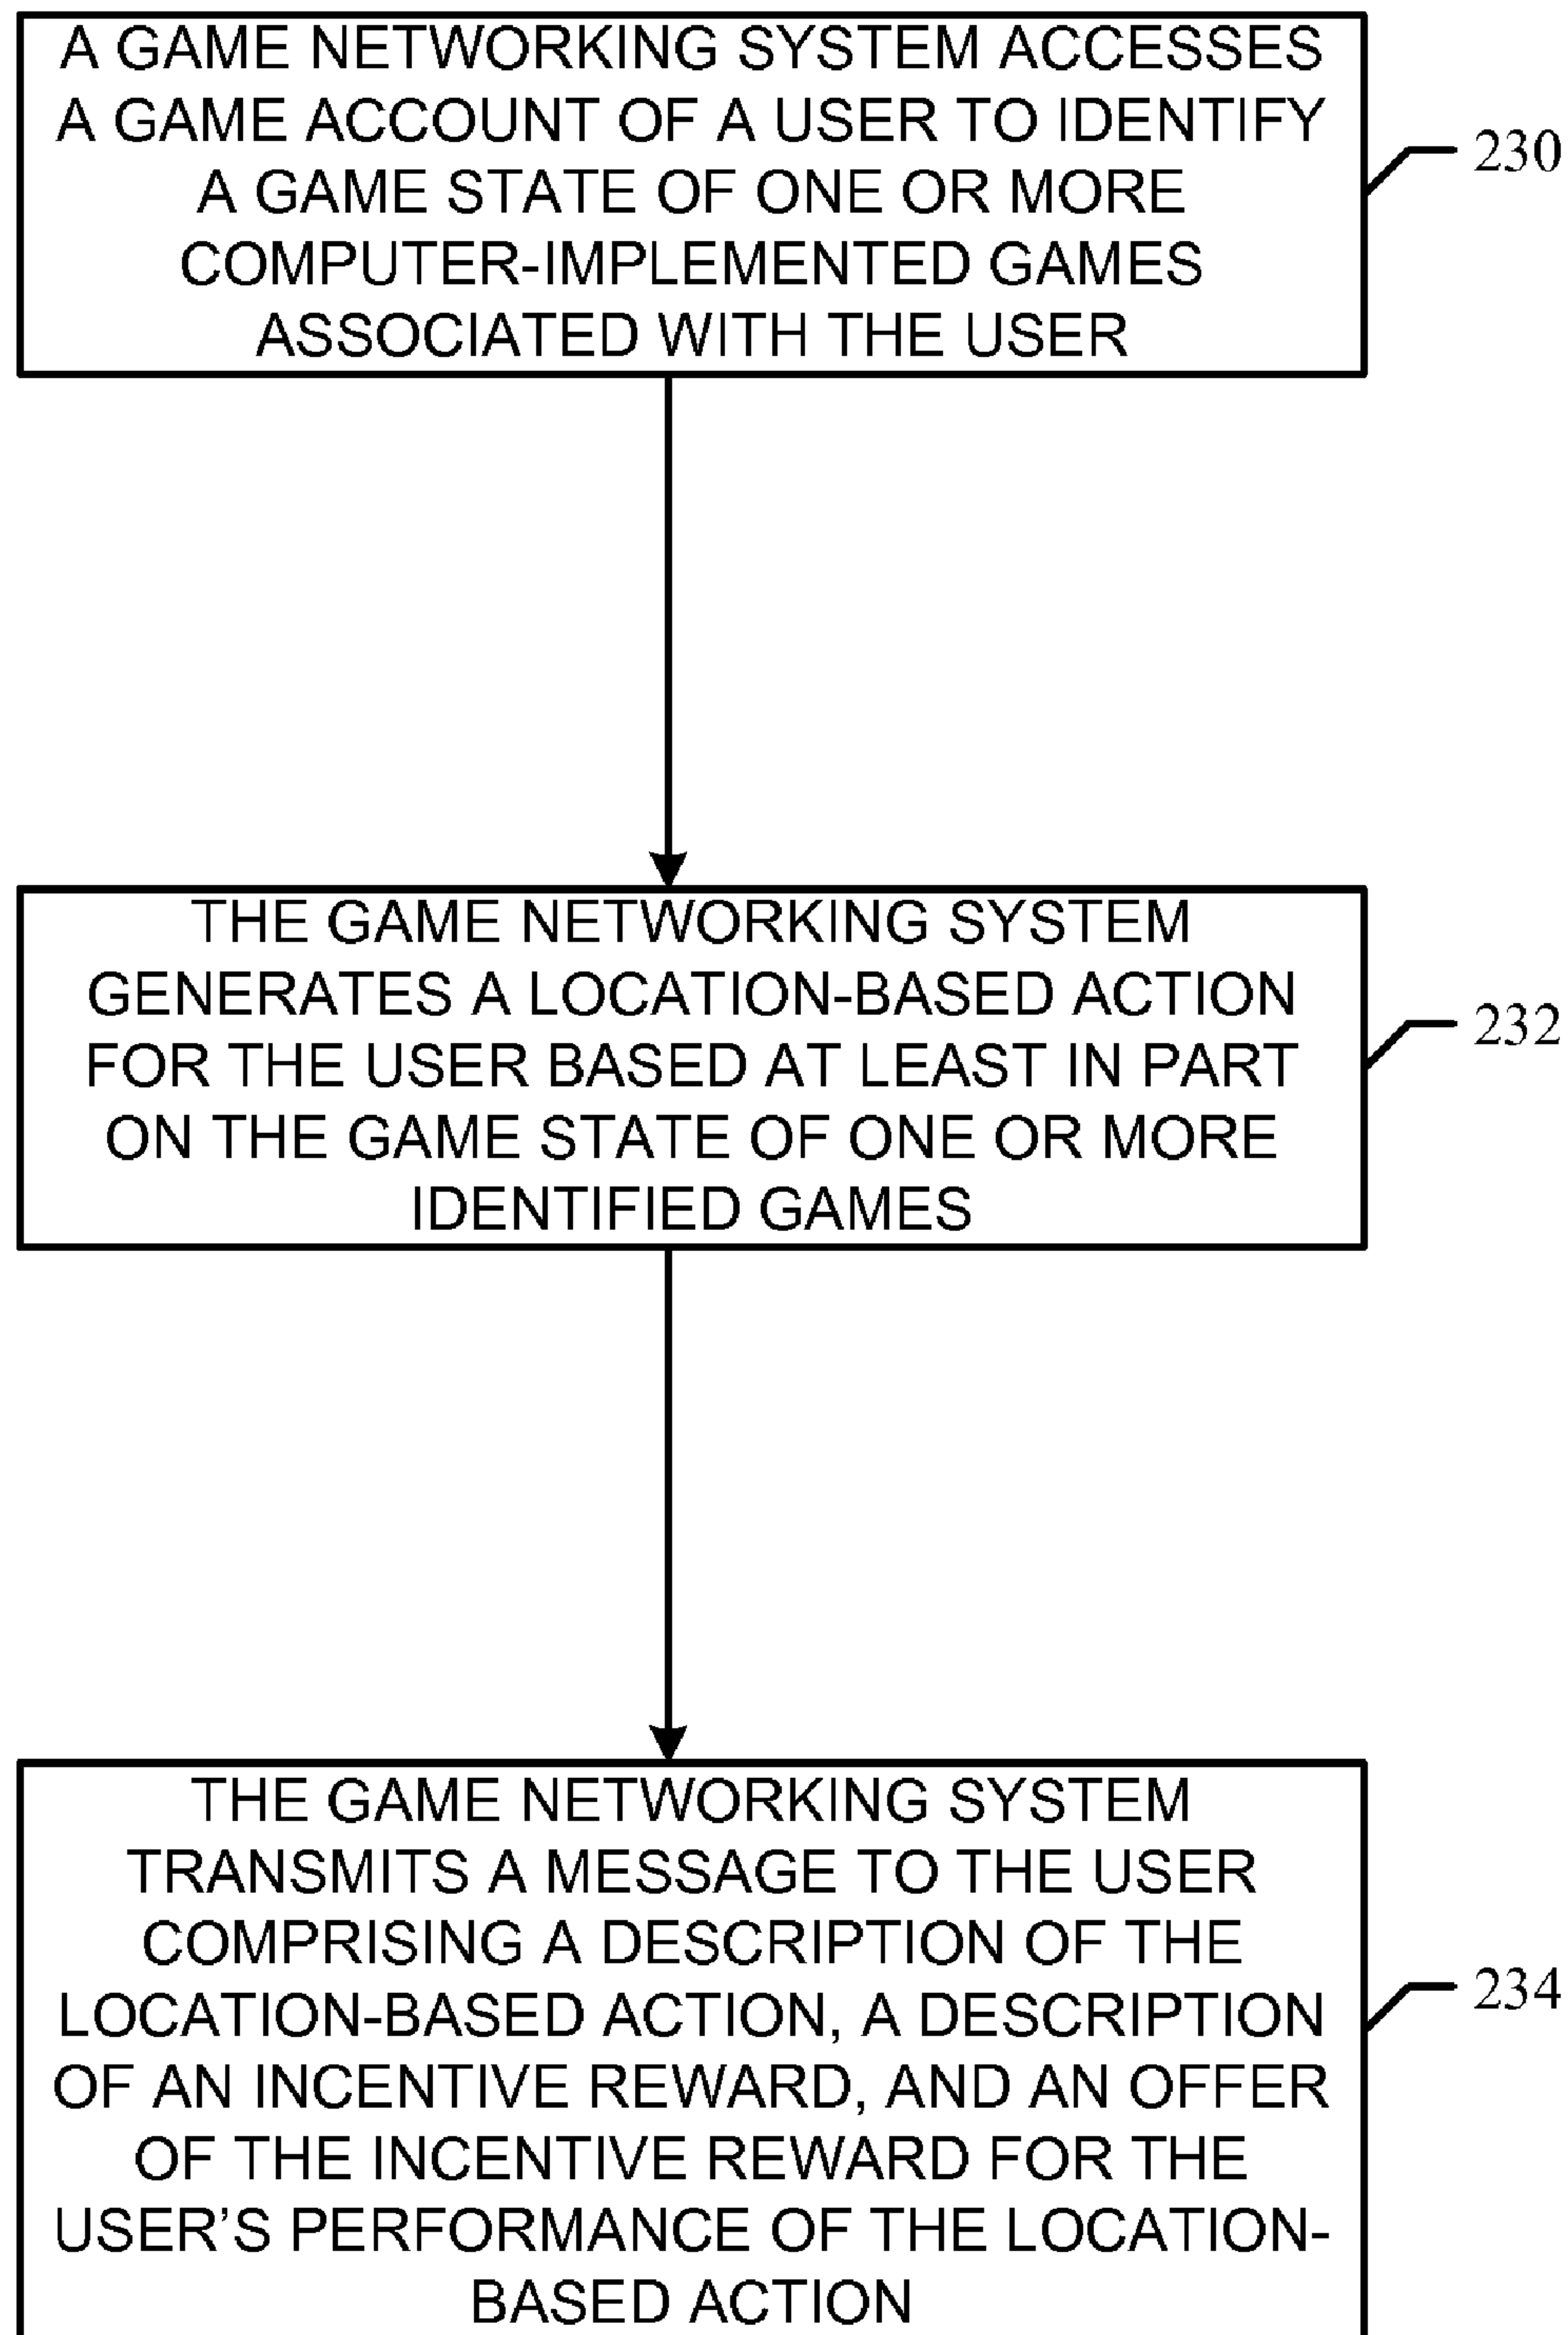 A GAME NETWORKING SYSTEM ACCESSES
A GAME ACCOUNT OF A USER TO IDENTIFY
A GAME STATE OF ONE OR MORE
COMPUTER-IMPLEMENTED GAMES
ASSOCIATED WITH THE USER
230
THE GAME NETWORKING SYSTEM
GENERATES A LOCATION-BASED ACTION
FOR THE USER BASED AT LEAST IN PART
ON THE GAME STATE OF ONE OR MORE
IDENTIFIED GAMES
232
THE GAME NETWORKING SYSTEM
TRANSMITS A MESSAGE TO THE USER
COMPRISING A DESCRIPTION OF THE
LOCATION-BASED ACTION, A DESCRIPTION
OF AN INCENTIVE REWARD, AND AN OFFER
OF THE INCENTIVE REWARD FOR THE
USER’S PERFORMANCE OF THE LOCATION-
BASED ACTION
234